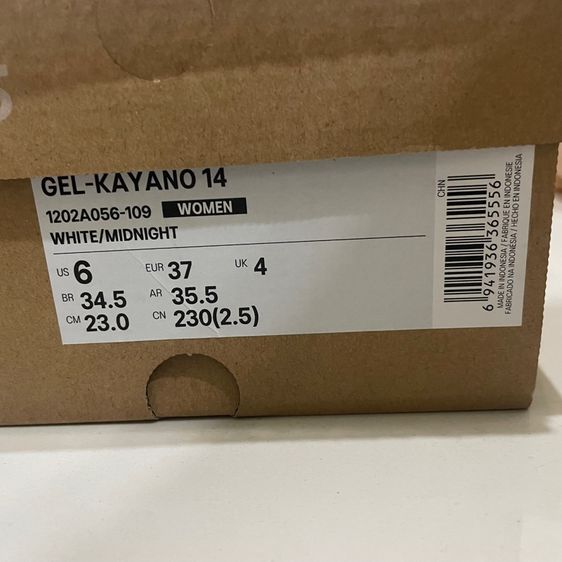 GEL-KAYANO 14
1202A056-109 WOMEN
WHITE/MIDNIGHT
US 6 EUR 37 UK 4
BR 34.5 AR 35.5
CM 23.0 CN 230(2.5)
CHN
6 941936 365556
MADE IN INDONESIA / FABRIQUE EN INDONESIE
FABRICADO NA INDONÉSIA / HECHO EN INDONESIA